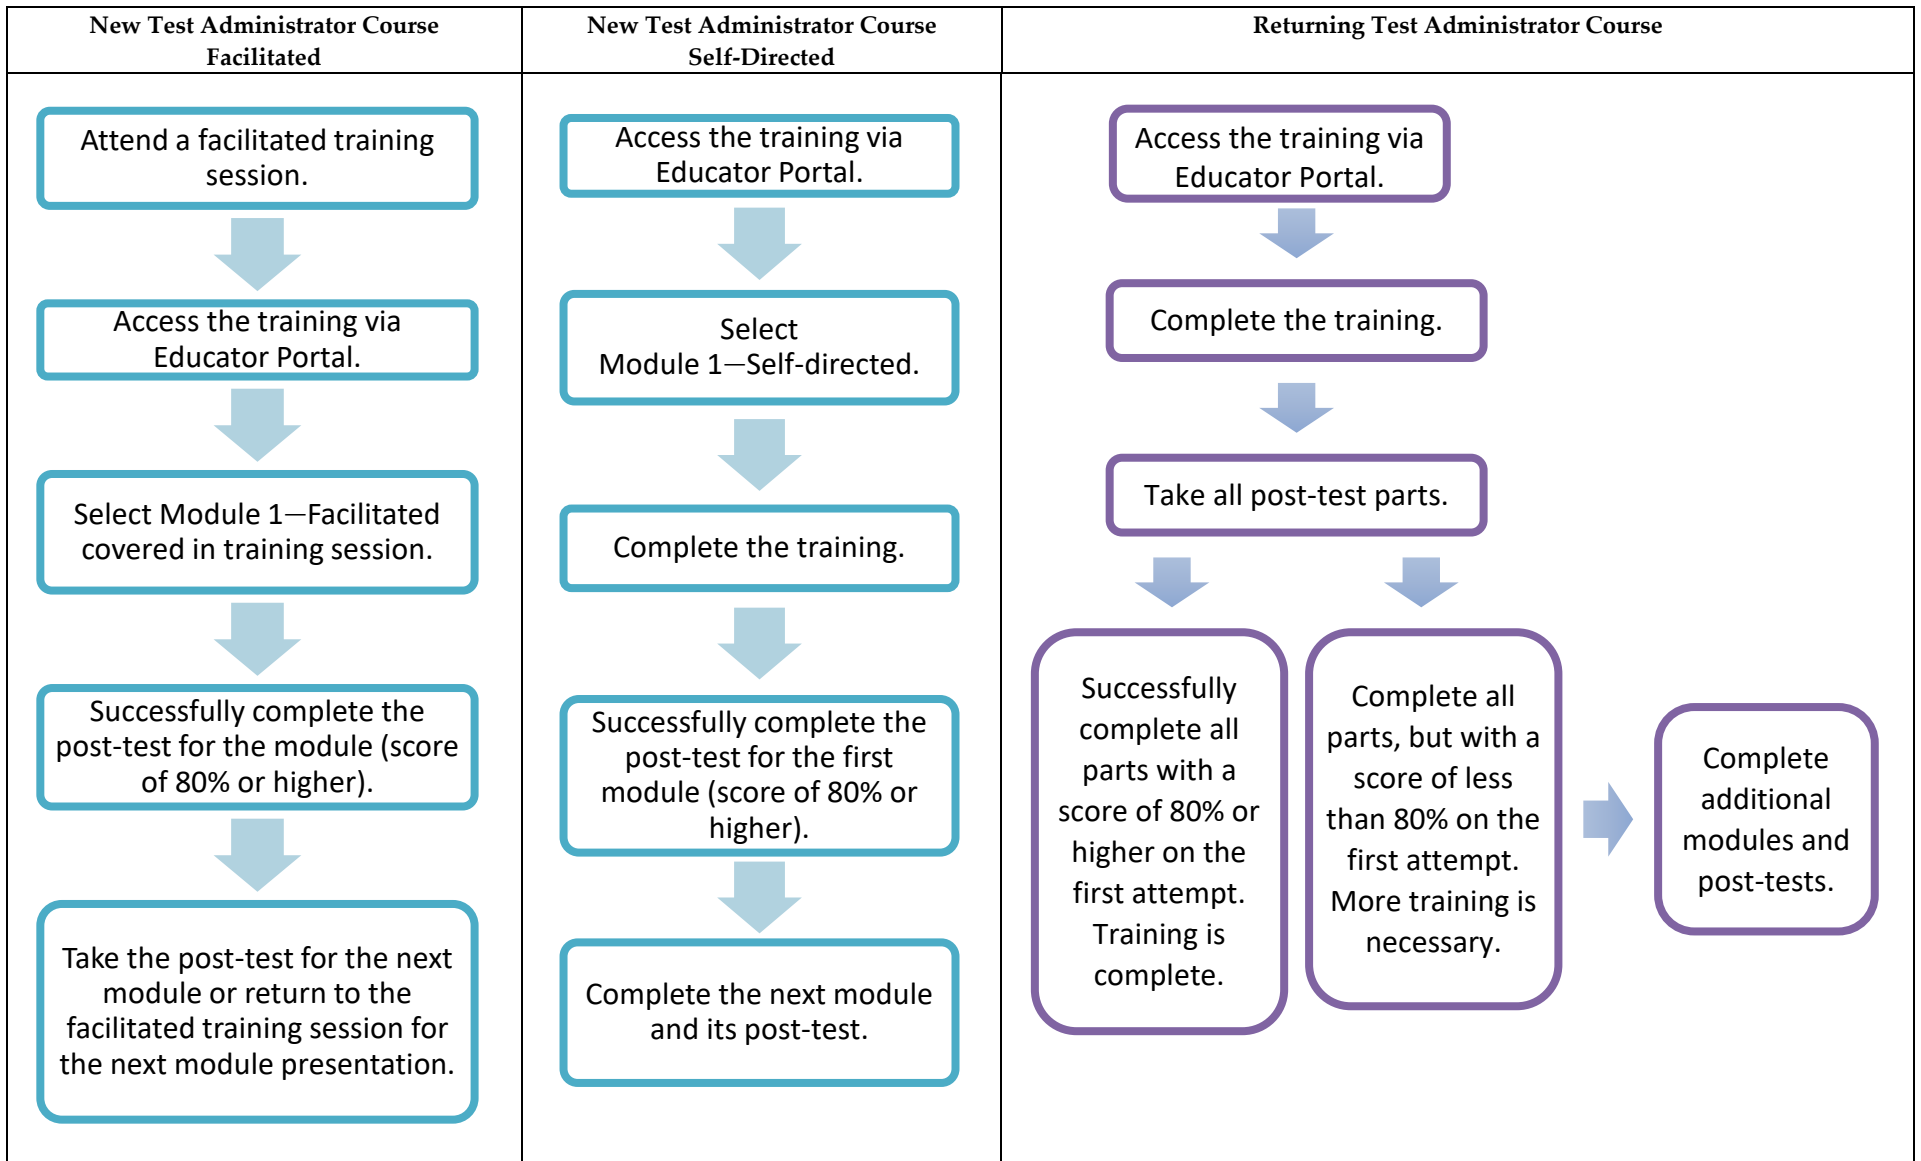 New Test Administrator Course
Facilitated
New Test Administrator Course
Self-Directed
Returning Test Administrator Course
Attend a facilitated training
session.
Access the training via
Educator Portal.
Select Module 1—Facilitated
covered in training session.
Successfully complete the
post-test for the module (score
of 80% or higher).
Take the post-test for the next
module or return to the
facilitated training session for
the next module presentation.
Access the training via
Educator Portal.
Select
Module 1—Self-directed.
Complete the training.
Successfully complete the
post-test for the first
module (score of 80% or
higher).
Complete the next module
and its post-test.
Access the training via
Educator Portal.
Complete the training.
Take all post-test parts.
Successfully
complete all
parts with a
score of 80% or
higher on the
first attempt.
Training is
complete.
Complete all
parts, but with a
score of less
than 80% on the
first attempt.
More training is
necessary.
Complete
additional
modules and
post-tests.